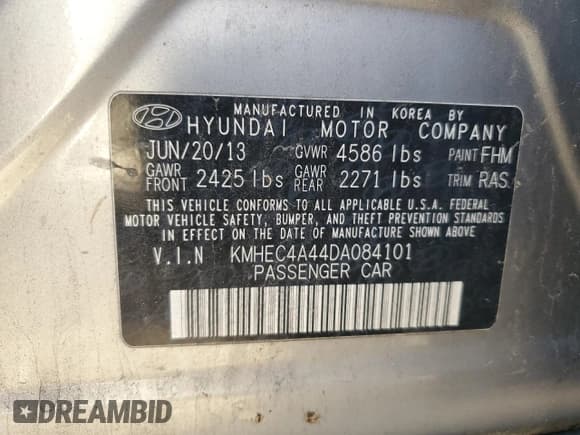 MANUFACTURED IN KOREA BY
HYUNDAI MOTOR COMPANY
JUN/20/13 GVWR 4586 lbs PAINT FHM
GAWR FRONT 2425 lbs GAWR REAR 2271 lbs TRIM RAS
THIS VEHICLE CONFORMS TO ALL APPLICABLE U.S.A. FEDERAL
MOTOR VEHICLE SAFETY, BUMPER, AND THEFT PREVENTION STANDARDS
IN EFFECT ON THE DATE OF MANUFACTURE SHOWN ABOVE.
V.I.N KMHEC4A44DA084101
PASSENGER CAR
DREAMBID